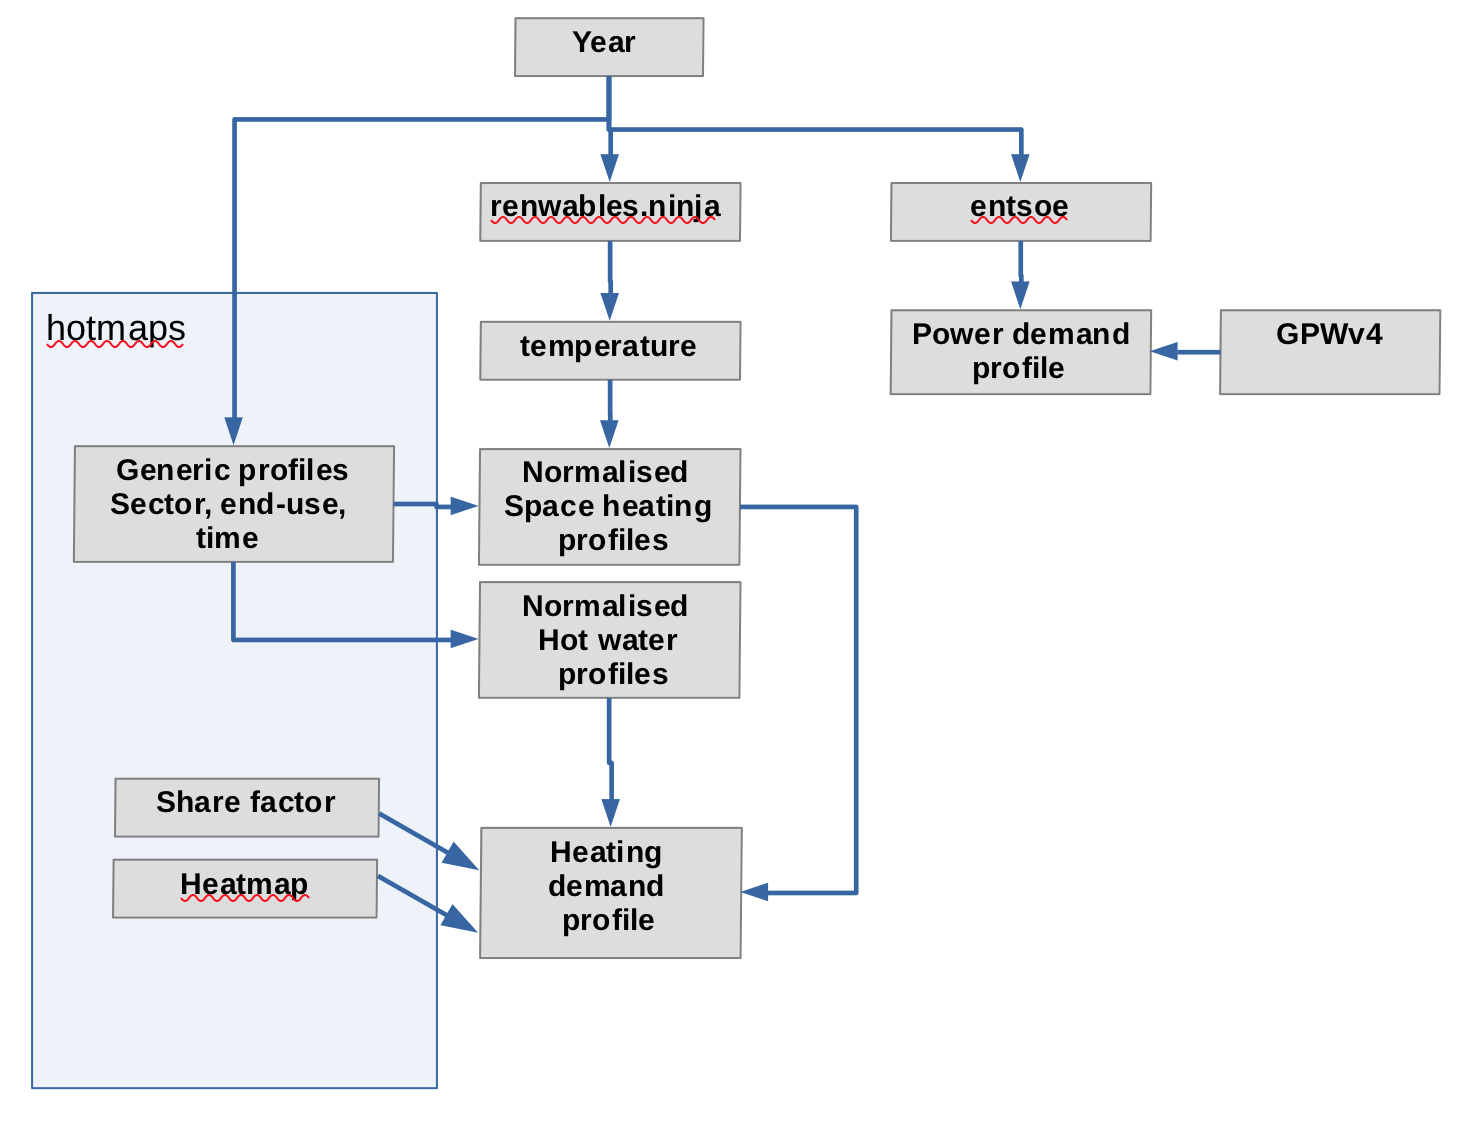 Year
renwables.ninja
entsoe
hotmaps
temperature
Power demand
profile
GPWv4
Generic profiles
Sector, end-use,
time
Normalised
Space heating
profiles
Normalised
Hot water
profiles
Share factor
Heatmap
Heating
demand
profile